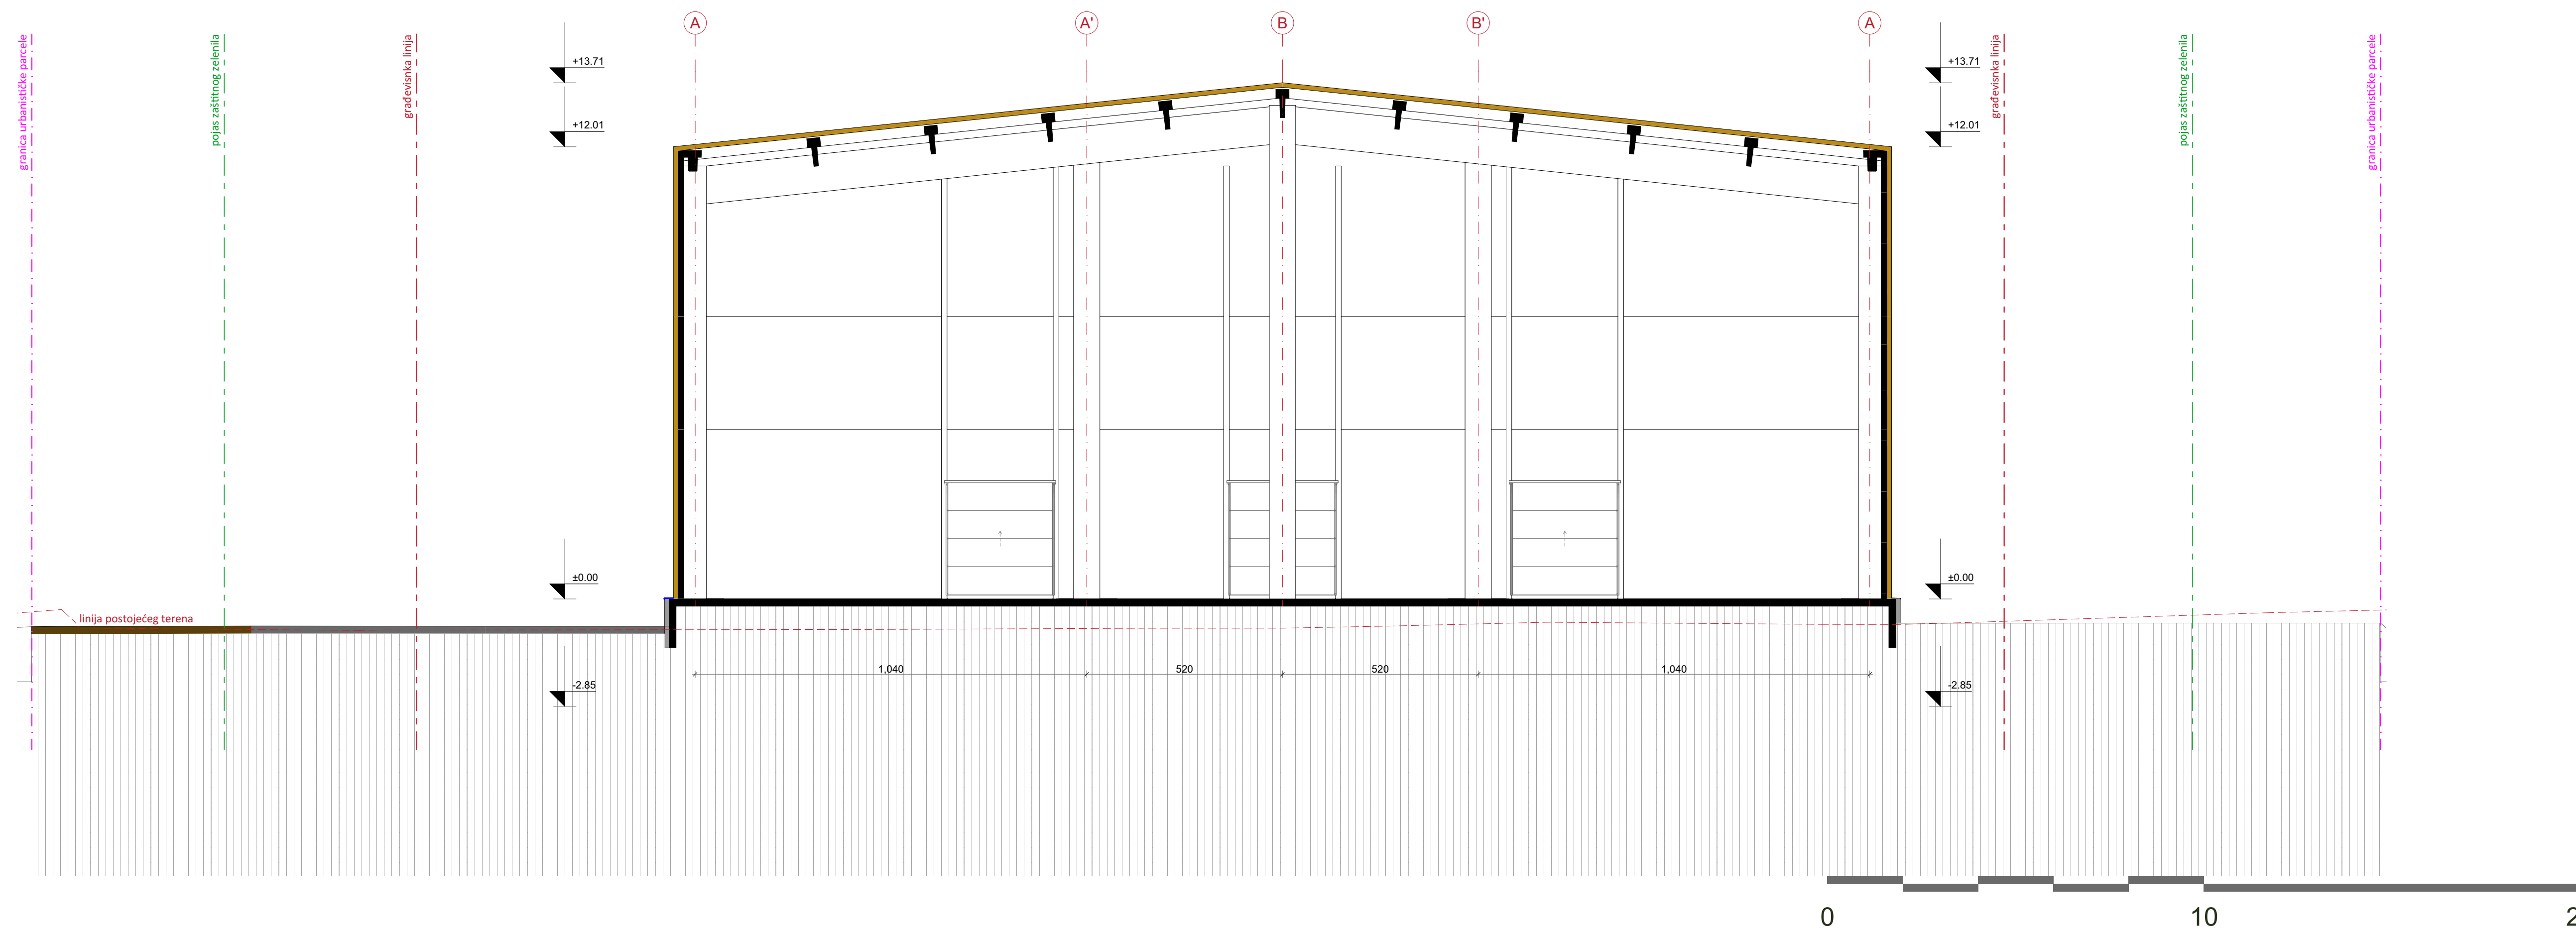 A
A'
B
B'
A
granica urbanističke parcele
pojas zaštitnog zelenila
građevisnka linija
+13.71
+12.01
±0.00
-2.85
+13.71
+12.01
±0.00
-2.85
građevisnka linija
pojas zaštitnog zelenila
granica urbanističke parcele
linija postojećeg terena
1,040
520
520
1,040
0
10